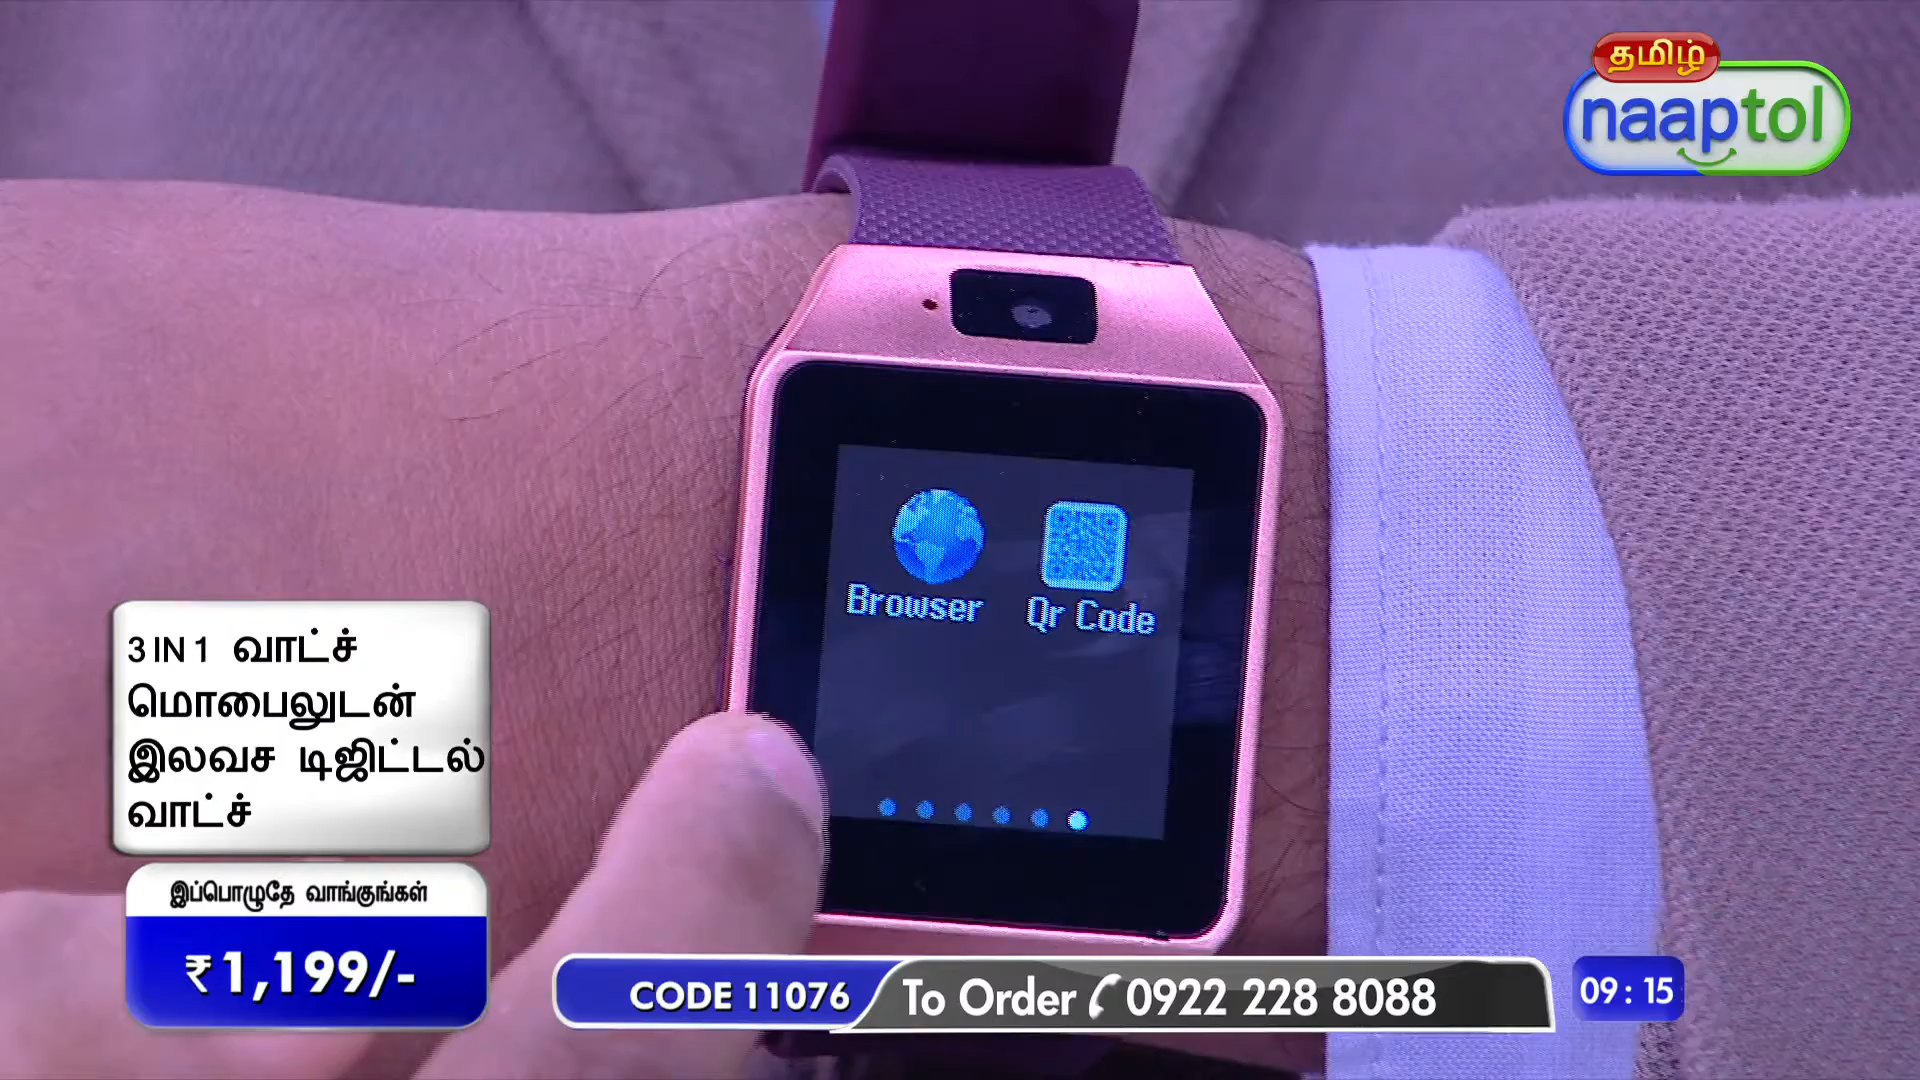 தமிழ்
naaptol
Browser
Qr Code
3 IN 1 வாட்ச்
மொபைலுடன்
இலவச டிஜிட்டல்
வாட்ச்
இப்பொழுதே வாங்குங்கள்
₹1,199/-
CODE 11076
To Order 0922 228 8088
09:15